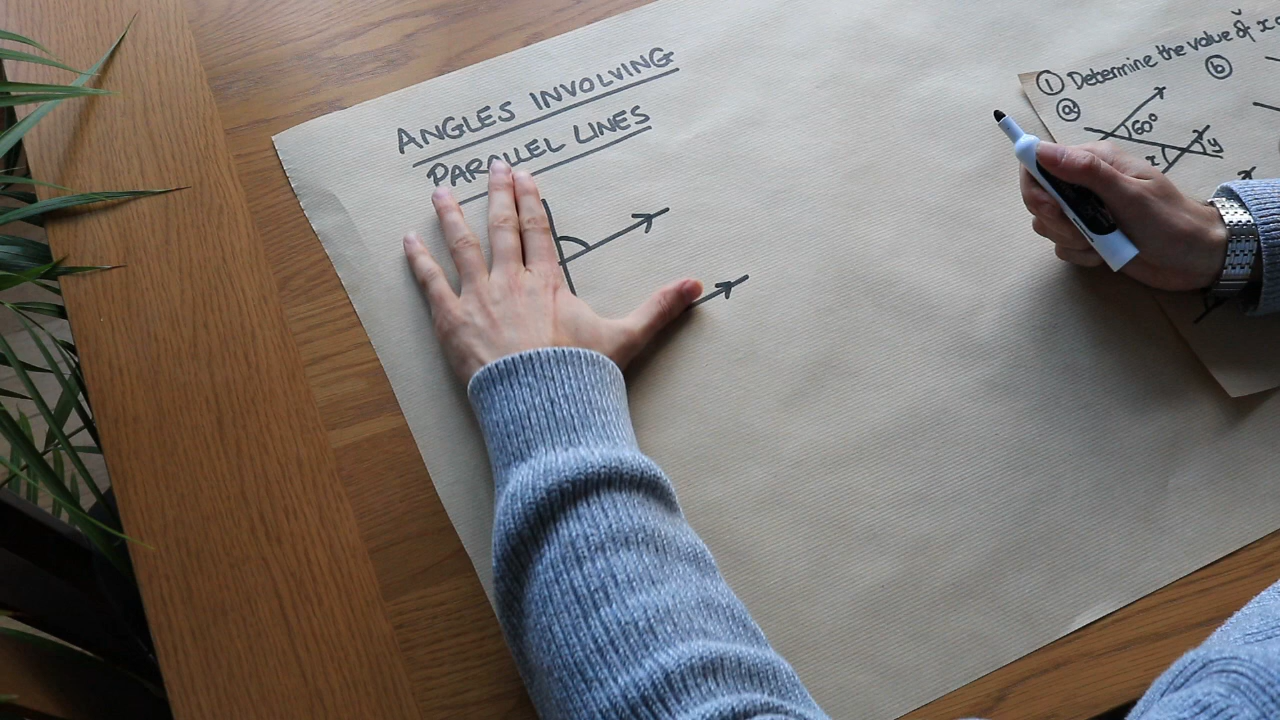 ANGLES INVOLVING
PARALLEL LINES
① Determine the value of x
ⓐ
ⓑ
60°
x
y